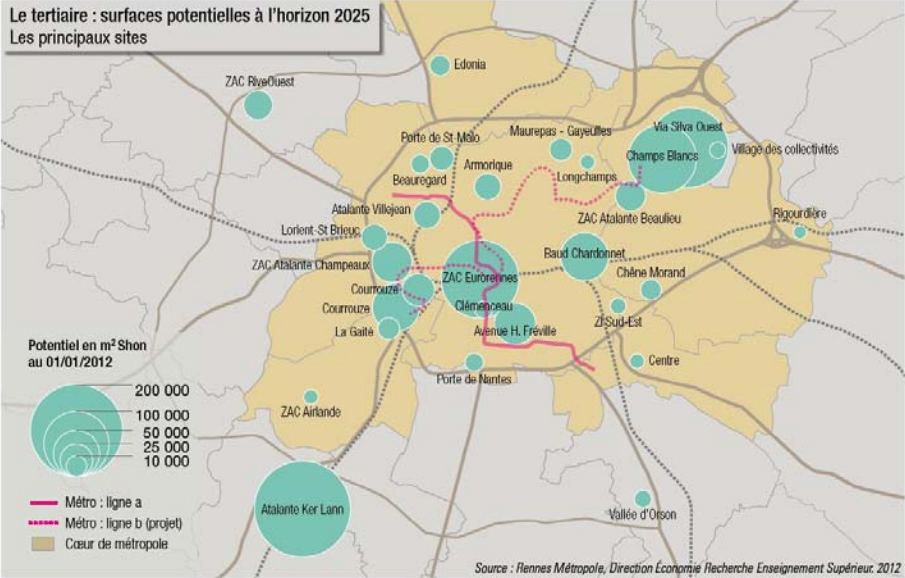 Le tertiaire : surfaces potentielles à l'horizon 2025
Les principaux sites
Edonia
ZAC RiveOuest
Via Silva Ouest
Porte de St-Malo
Maurepas - Gayeulles
Village des collectivités
Champs Blancs
Armorique
Longchamps
Beauregard
Atalante Villejean
ZAC Atalante Beaulieu
Rigourdière
Lorient-St Brieuc
Baud Chardonnet
ZAC Atalante Champeaux
Chêne Morand
ZAC Eurorennes
Courrouze
Courrouze
Clémenceau
ZI Sud-Est
La Gaité
Avenue H. Fréville
Centre
Porte de Nantes
Potentiel en m² Shon
au 01/01/2012
200 000
100 000
50 000
25 000
10 000
ZAC Airlande
Métro : ligne a
Métro : ligne b (projet)
Cœur de métropole
Atalante Ker Lann
Vallée d'Orson
Source : Rennes Métropole, Direction Économie Recherche Enseignement Supérieur. 2012